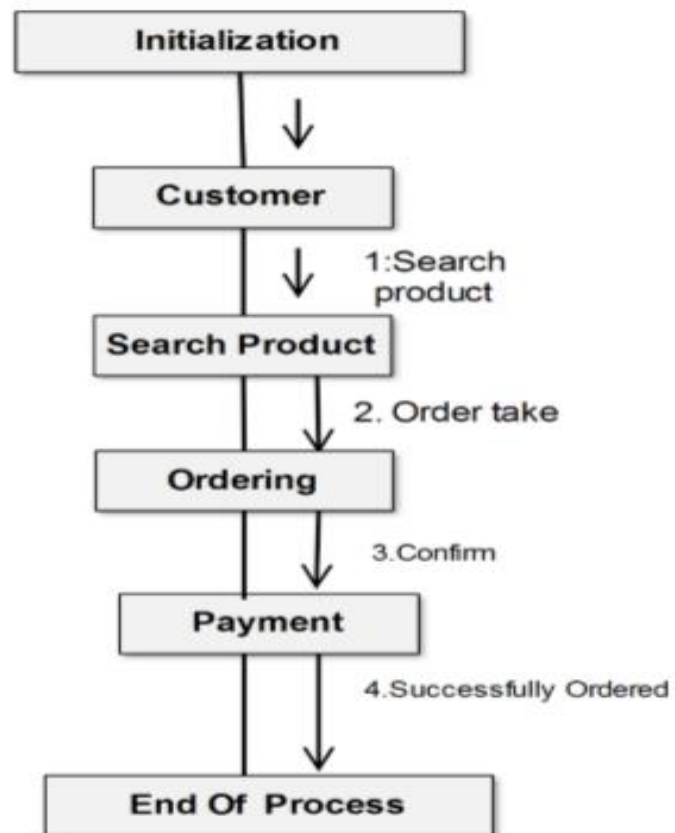 Initialization
Customer
1:Search
product
Search Product
2. Order take
Ordering
3.Confirm
Payment
4.Successfully Ordered
End Of Process